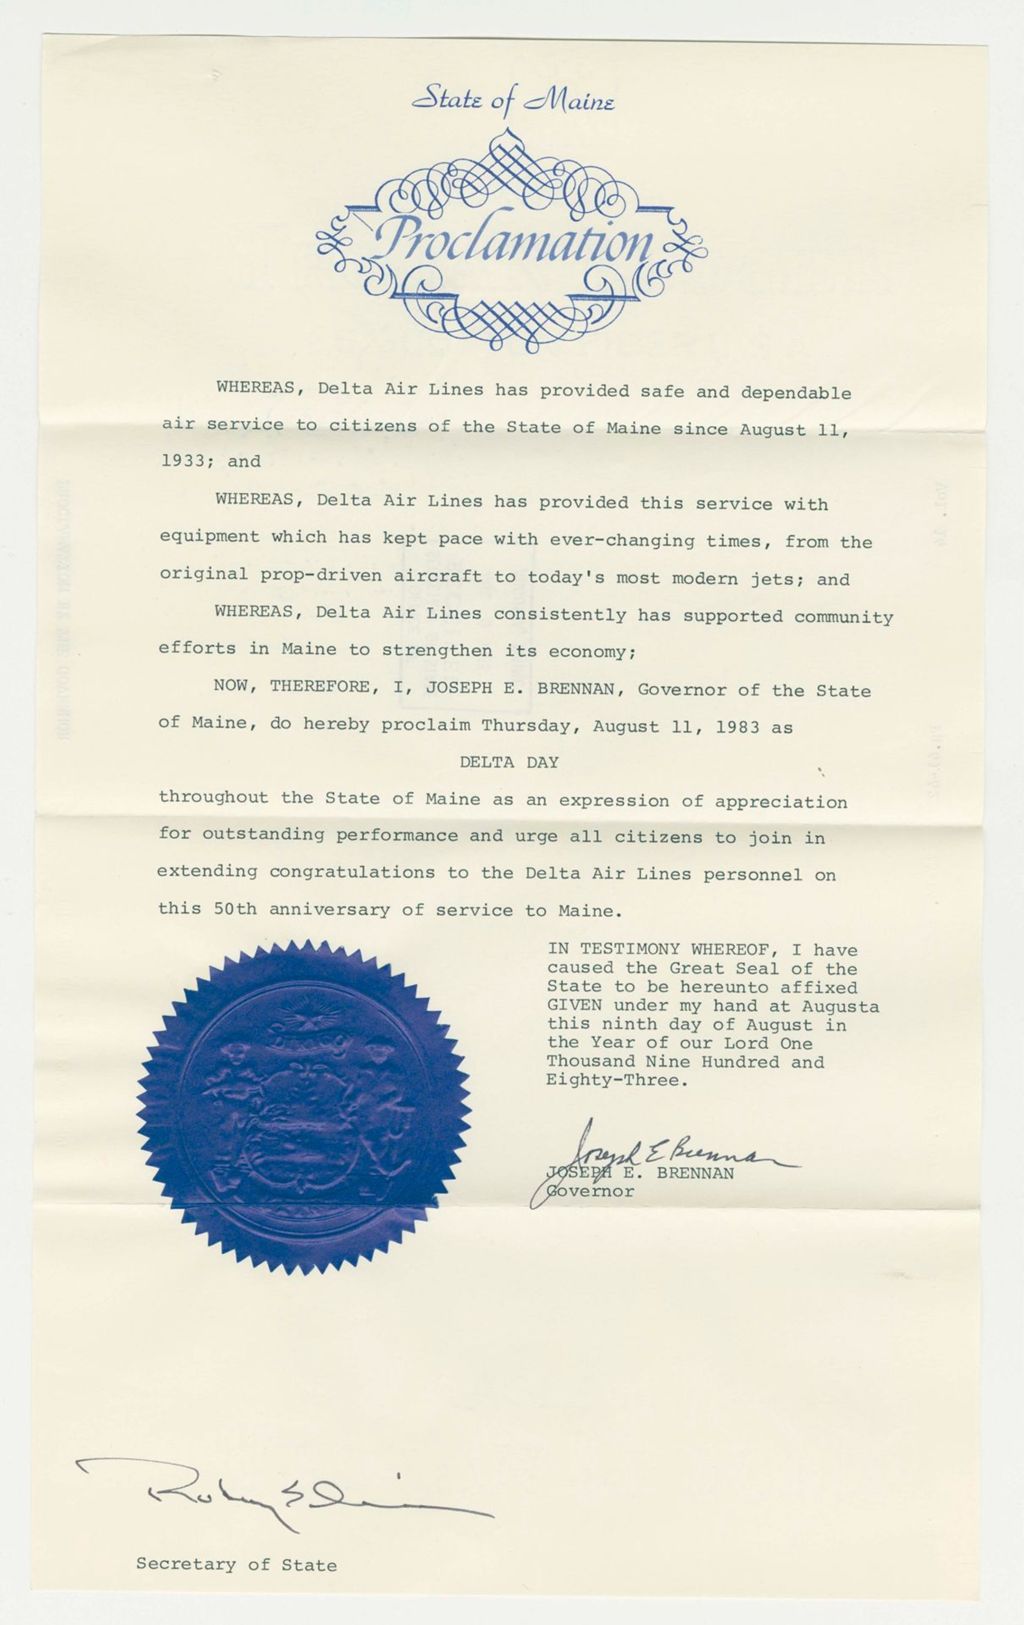 State of Maine
Proclamation
WHEREAS, Delta Air Lines has provided safe and dependable
air service to citizens of the State of Maine since August 11,
1933; and
WHEREAS, Delta Air Lines has provided this service with
equipment which has kept pace with ever-changing times, from the
original prop-driven aircraft to today's most modern jets; and
WHEREAS, Delta Air Lines consistently has supported community
efforts in Maine to strengthen its economy;
NOW, THEREFORE, I, JOSEPH E. BRENNAN, Governor of the State
of Maine, do hereby proclaim Thursday, August 11, 1983 as
DELTA DAY
throughout the State of Maine as an expression of appreciation
for outstanding performance and urge all citizens to join in
extending congratulations to the Delta Air Lines personnel on
this 50th anniversary of service to Maine.
IN TESTIMONY WHEREOF, I have
caused the Great Seal of the
State to be hereunto affixed
GIVEN under my hand at Augusta
this ninth day of August in
the Year of our Lord One
Thousand Nine Hundred and
Eighty-Three.
Joseph E Brennan
JOSEPH E. BRENNAN
Governor
Dirigo
Secretary of State